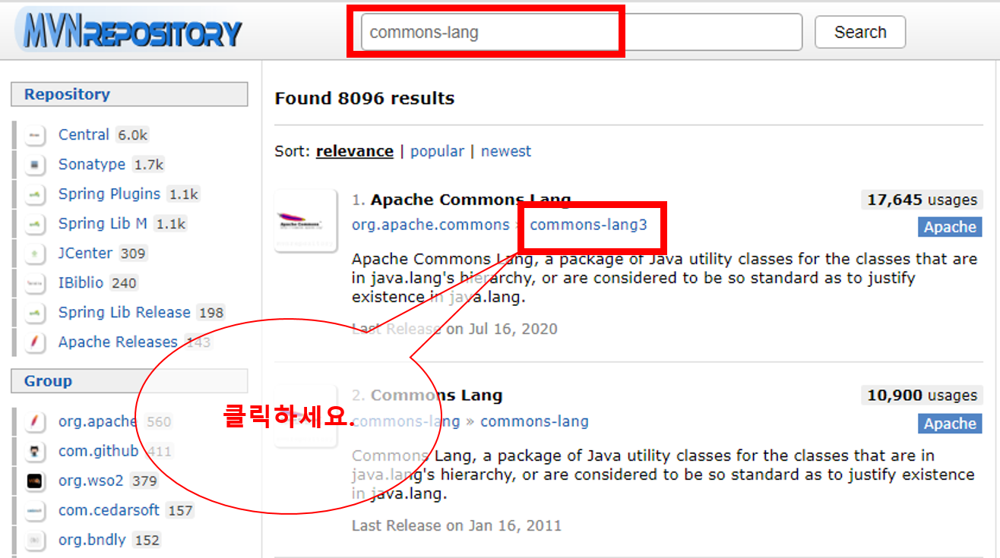 MVNREPOSITORY
commons-lang
Search
Repository
Central 6.0k
Sonatype 1.7k
Spring Plugins 1.1k
Spring Lib M 1.1k
JCenter 309
IBiblio 240
Spring Lib Release 198
Apache Releases 143
Group
org.apache 560
com.github 411
org.wso2 379
com.cedarsoft 157
org.bndly 152
Found 8096 results
Sort: relevance | popular | newest
1. Apache Commons Lang
17,645 usages
org.apache.commons » commons-lang3
Apache
Apache Commons
Apache Commons Lang, a package of Java utility classes for the classes that are
in java.lang's hierarchy, or are considered to be so standard as to justify
existence in java.lang.
Last Release on Jul 16, 2020
클릭하세요.
2. Commons Lang
10,900 usages
commons-lang » commons-lang
Apache
Commons Lang, a package of Java utility classes for the classes that are in
java.lang's hierarchy, or are considered to be so standard as to justify existence
in java.lang.
Last Release on Jan 16, 2011